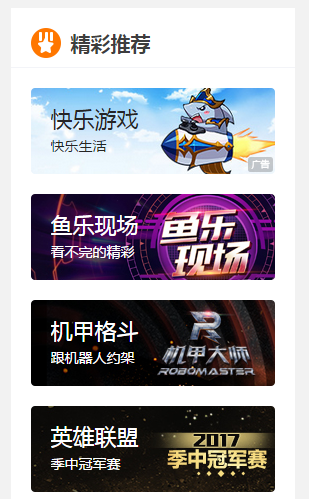 精彩推荐
快乐游戏
快乐生活
广告
鱼乐现场
看不完的精彩
鱼乐
现场
机甲格斗
跟机器人约架
R
机甲大师
ROBOMASTER
英雄联盟
季中冠军赛
2017
季中冠军赛